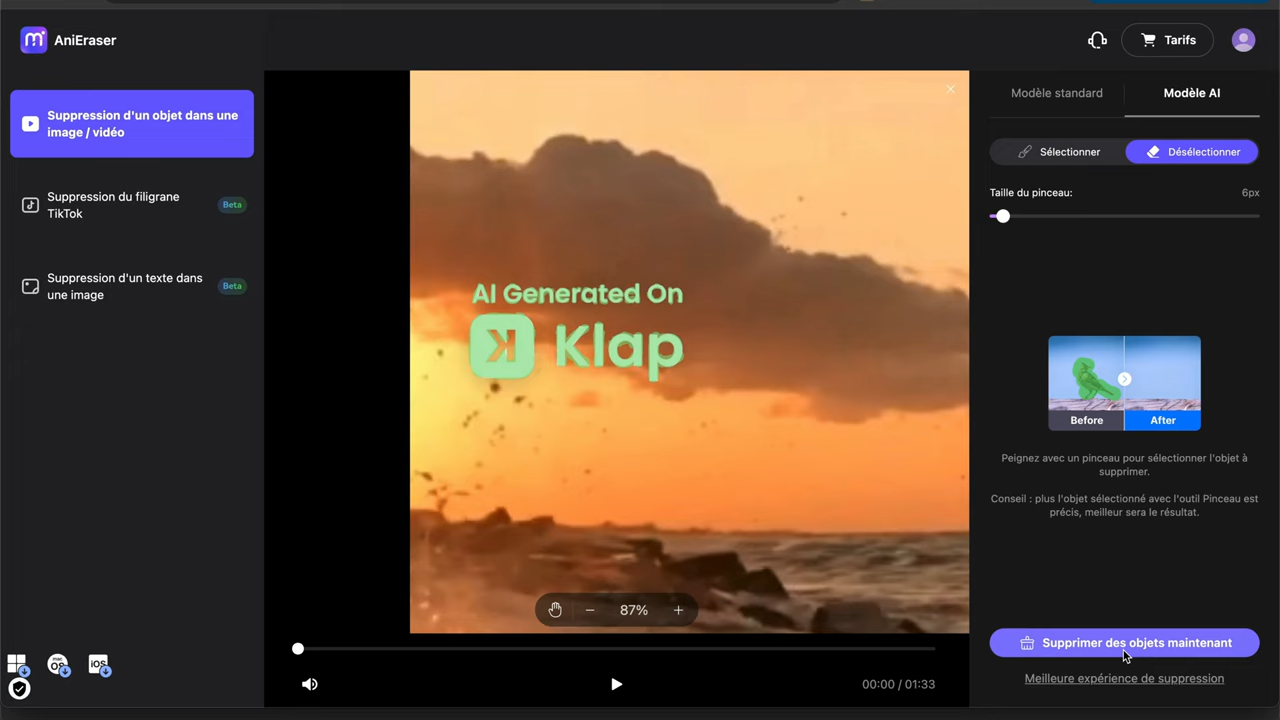 AniEraser
Tarifs
Suppression d'un objet dans une
image / vidéo
Suppression du filigrane
TikTok
Beta
Suppression d'un texte dans
une image
Beta
AI Generated On
Klap
87%
00:00 / 01:33
Modèle standard
Modèle AI
Sélectionner
Désélectionner
Taille du pinceau:
6px
Before
After
Peignez avec un pinceau pour sélectionner l'objet à
supprimer.
Conseil : plus l'objet sélectionné avec l'outil Pinceau est
précis, meilleur sera le résultat.
Supprimer des objets maintenant
Meilleure expérience de suppression
macOS
iOS